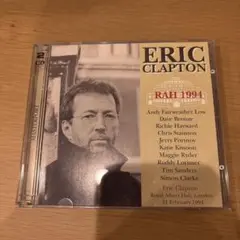 ERIC
CLAPTON
RAH 1994
Andy Fairweather Low
Dave Bronze
Richie Hayward
Chris Stainton
Jerry Portnoy
Katie Kissoon
Maggie Ryder
Roddy Lorimer
Tim Sanders
Simon Clarke
Eric Clapton
Royal Albert Hall, London